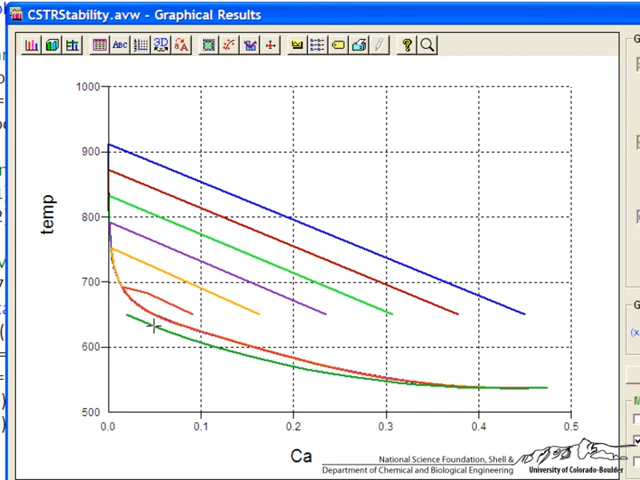 CSTRStability.avw - Graphical Results
ABC
3D
1000
900
800
temp
700
600
500
0.0
0.1
0.2
0.3
0.4
0.5
Ca
National Science Foundation, Shell &
Department of Chemical and Biological Engineering
University of Colorado-Boulder